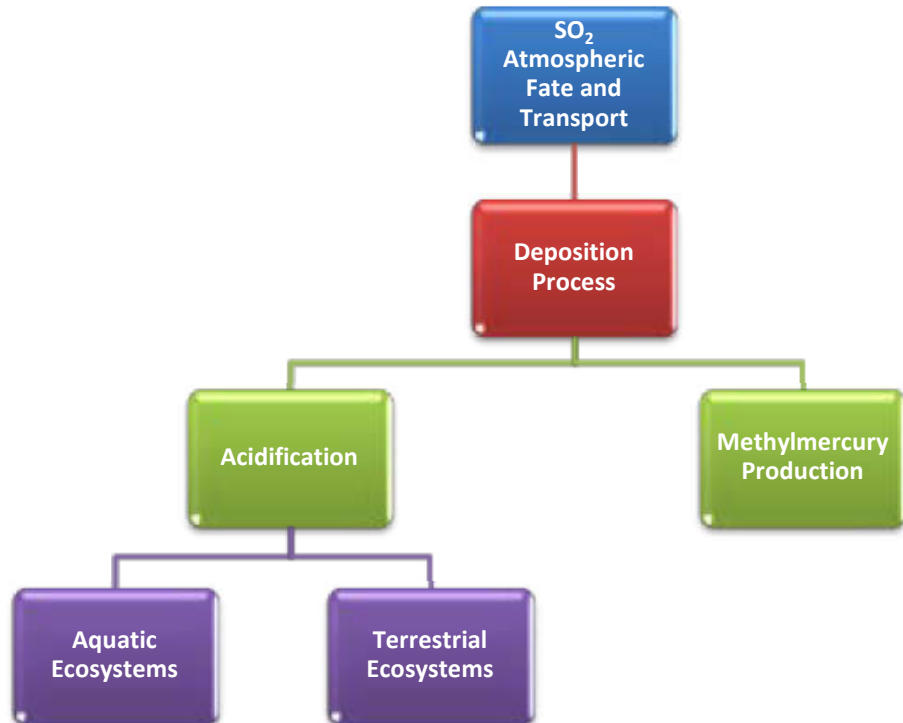 SO₂
Atmospheric
Fate and
Transport
Deposition
Process
Acidification
Methylmercury
Production
Aquatic
Ecosystems
Terrestrial
Ecosystems